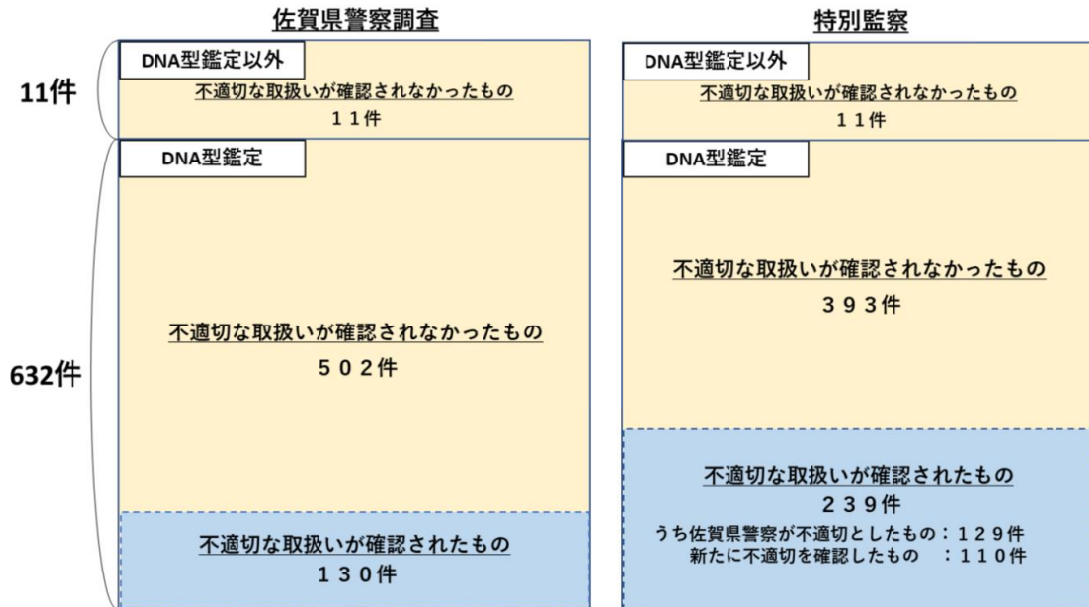 佐賀県警察調査
特別監察
11件
DNA型鑑定以外
不適切な取扱いが確認されなかったもの
１１件
DNA型鑑定以外
不適切な取扱いが確認されなかったもの
１１件
632件
DNA型鑑定
不適切な取扱いが確認されなかったもの
５０２件
不適切な取扱いが確認されたもの
１３０件
DNA型鑑定
不適切な取扱いが確認されなかったもの
３９３件
不適切な取扱いが確認されたもの
２３９件
うち佐賀県警察が不適切としたもの：１２９件
新たに不適切を確認したもの　：１１０件